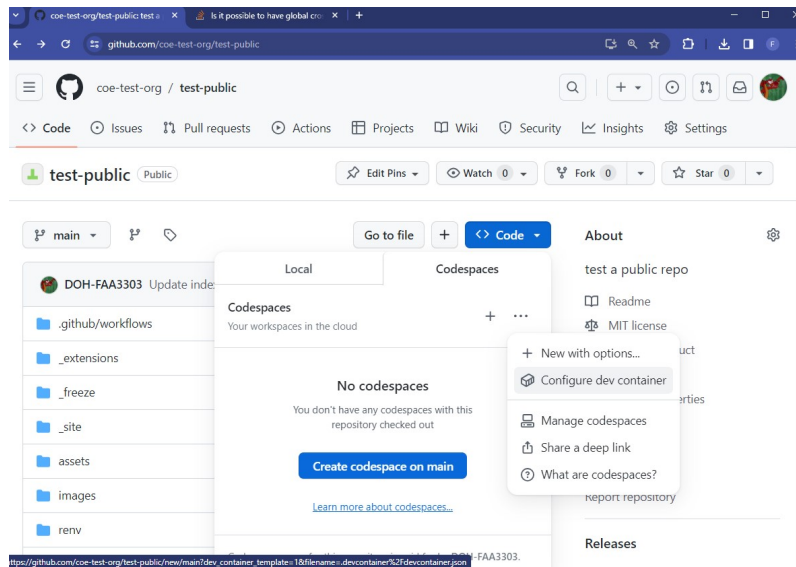 coe-test-org/test-public: test a
Is it possible to have global cro
github.com/coe-test-org/test-public
F
coe-test-org / test-public
Code
Issues
Pull requests
Actions
Projects
Wiki
Security
Insights
Settings
test-public Public
Edit Pins
Watch 0
Fork 0
Star 0
main
Go to file
Code
About
test a public repo
Readme
MIT license
uct
erties
Report repository
Releases
DOH-FAA3303 Update inde
.github/workflows
_extensions
_freeze
_site
assets
images
renv
Local
Codespaces
Codespaces
Your workspaces in the cloud
No codespaces
You don't have any codespaces with this
repository checked out
Create codespace on main
Learn more about codespaces...
DOH-FAA3303.
New with options...
Configure dev container
Manage codespaces
Share a deep link
What are codespaces?
ttps://github.com/coe-test-org/test-public/new/main?dev_container_template=1&filename=.devcontainer%2Fdevcontainer.json